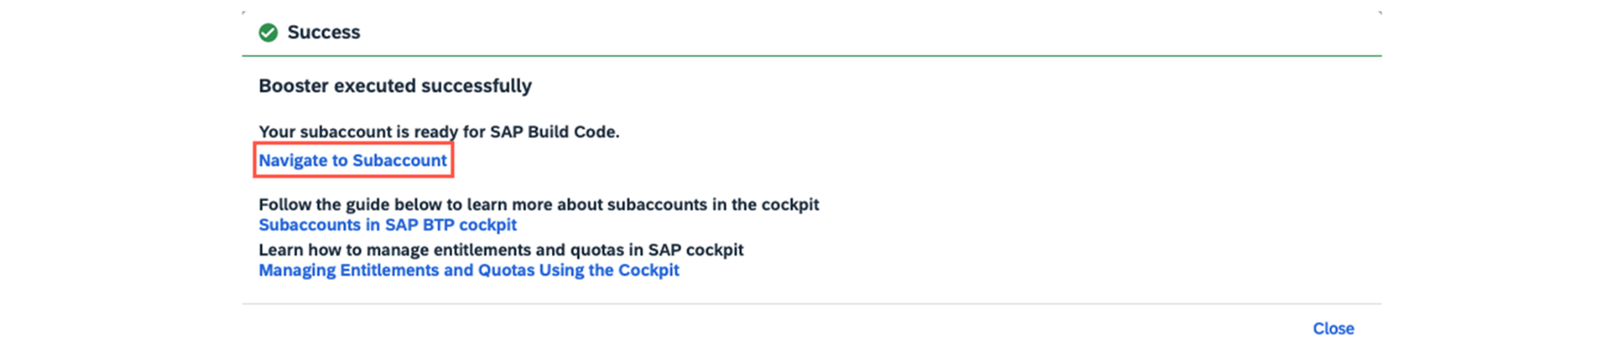 Success
Booster executed successfully
Your subaccount is ready for SAP Build Code.
Navigate to Subaccount
Follow the guide below to learn more about subaccounts in the cockpit
Subaccounts in SAP BTP cockpit
Learn how to manage entitlements and quotas in SAP cockpit
Managing Entitlements and Quotas Using the Cockpit
Close